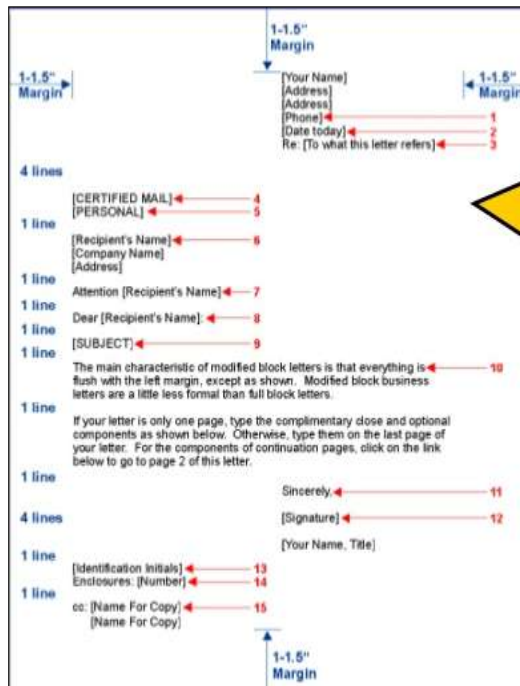 1-1.5"
Margin
1-1.5"
Margin
1-1.5"
Margin
[Your Name]
[Address]
[Address]
[Phone] 1
[Date today] 2
Re: [To what this letter refers] 3
4 lines
[CERTIFIED MAIL] 4
[PERSONAL] 5
1 line
[Recipient's Name] 6
[Company Name]
[Address]
1 line
Attention [Recipient's Name] 7
1 line
Dear [Recipient's Name]: 8
1 line
[SUBJECT] 9
1 line
The main characteristic of modified block letters is that everything is 10
flush with the left margin, except as shown. Modified block business
letters are a little less formal than full block letters.
1 line
If your letter is only one page, type the complimentary close and optional
components as shown below. Otherwise, type them on the last page of
your letter. For the components of continuation pages, click on the link
below to go to page 2 of this letter.
1 line
Sincerely, 11
4 lines
[Signature] 12
[Your Name, Title]
1 line
[Identification Initials] 13
Enclosures: [Number] 14
1 line
cc: [Name For Copy] 15
[Name For Copy]
1-1.5"
Margin